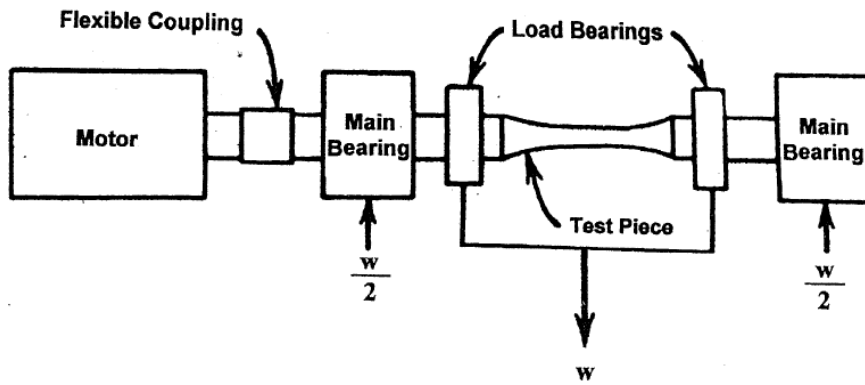 Flexible Coupling
Load Bearings
Motor
Main
Bearing
Main
Bearing
Test Piece
w
2
w
2
w